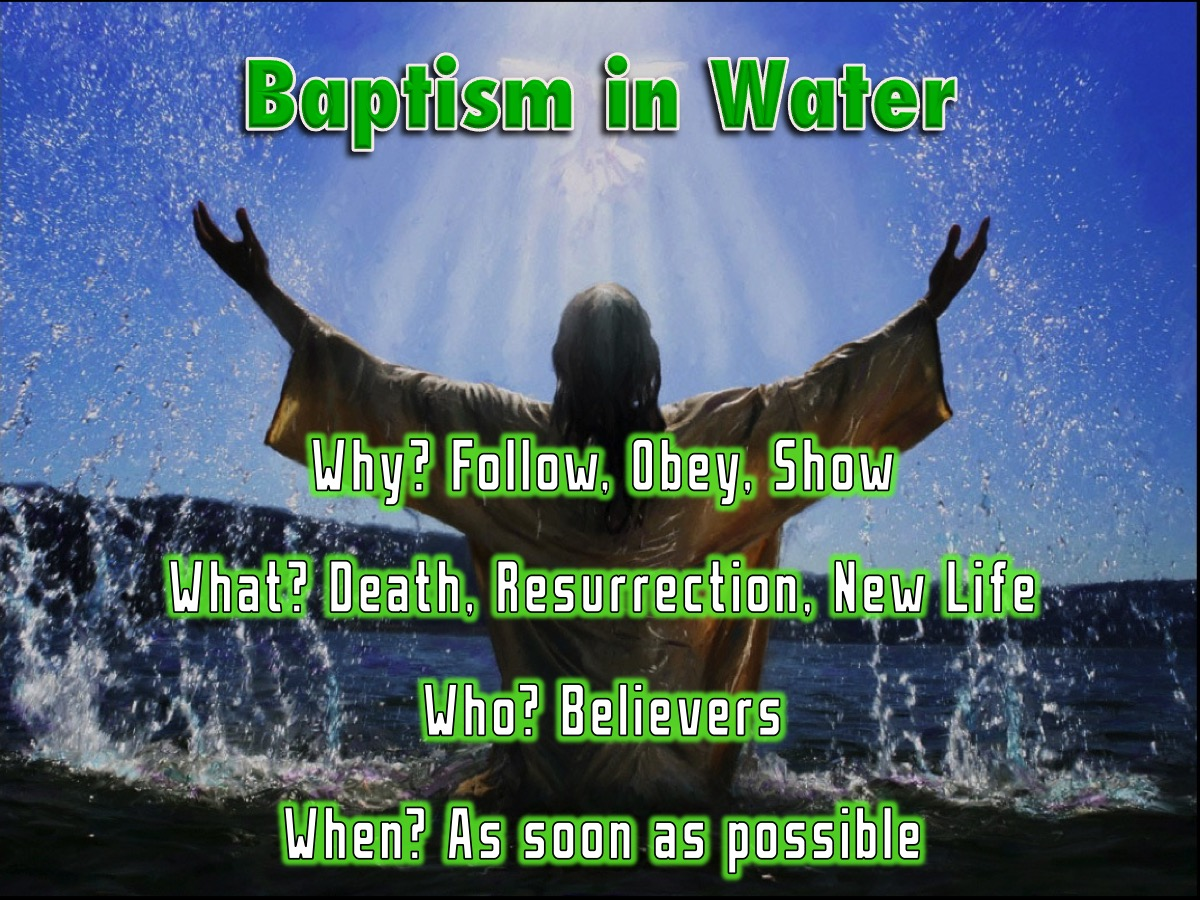 Baptism in Water
Why? Follow, Obey, Show
What? Death, Resurrection, New Life
Who? Believers
When? As soon as possible